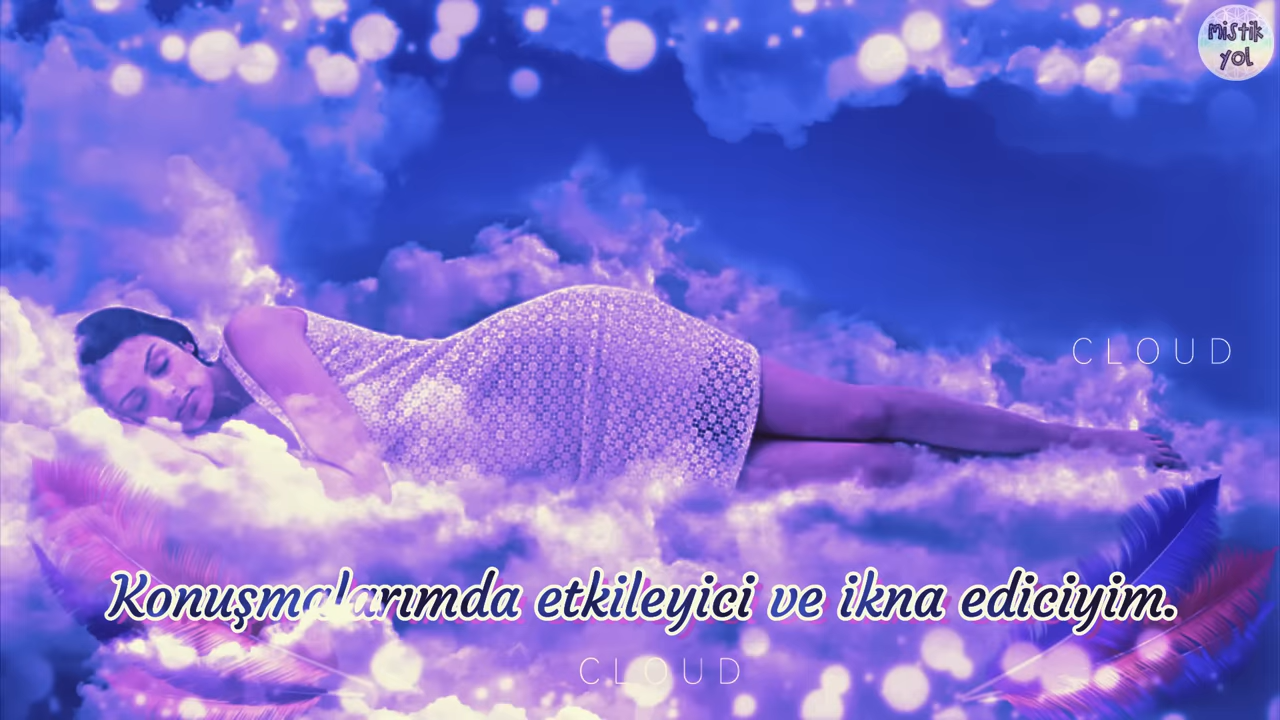 mistik
yol
CLOUD
Konuşmalarımda etkileyici ve ikna ediciyim.
CLOUD